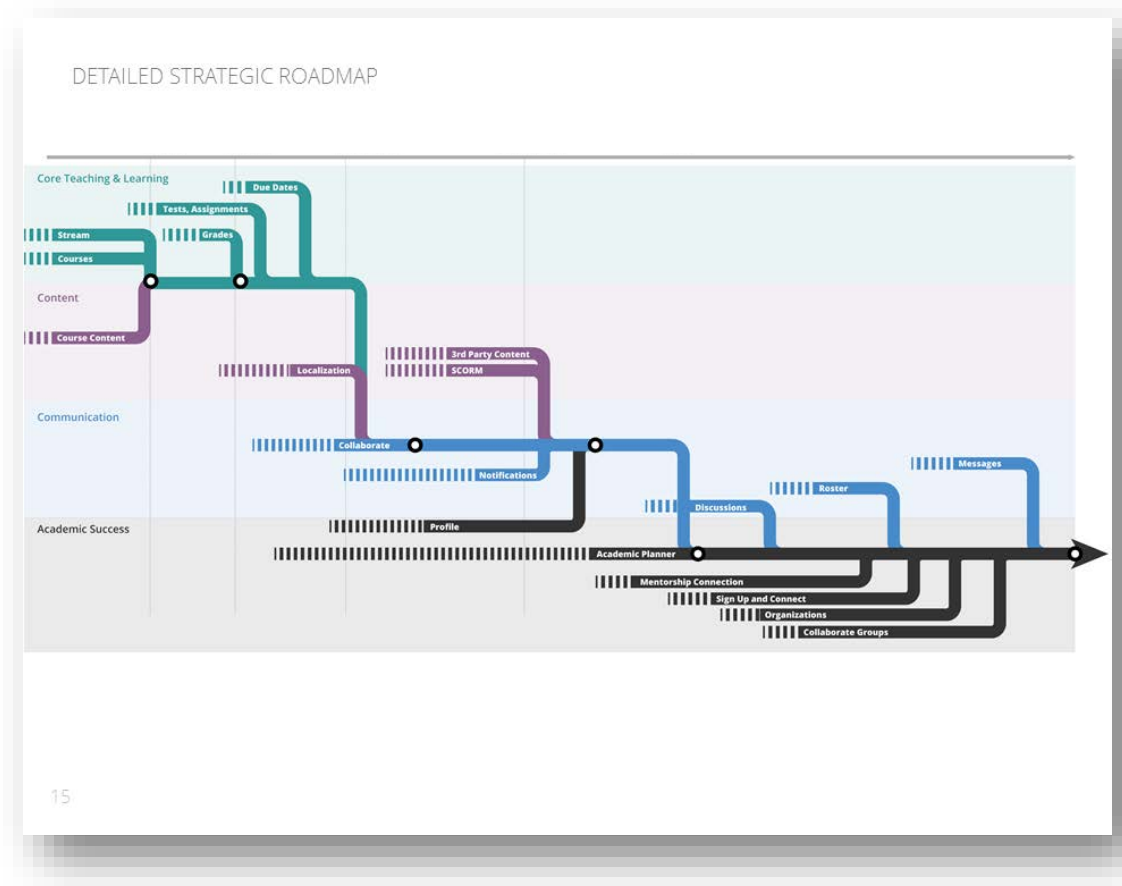 DETAILED STRATEGIC ROADMAP
Core Teaching & Learning
Due Dates
Tests, Assignments
Stream
Grades
Courses
Content
Course Content
3rd Party Content
Localization
SCORM
Communication
Collaborate
Messages
Notifications
Roster
Discussions
Academic Success
Profile
Academic Planner
Mentorship Connection
Sign Up and Connect
Organizations
Collaborate Groups
15